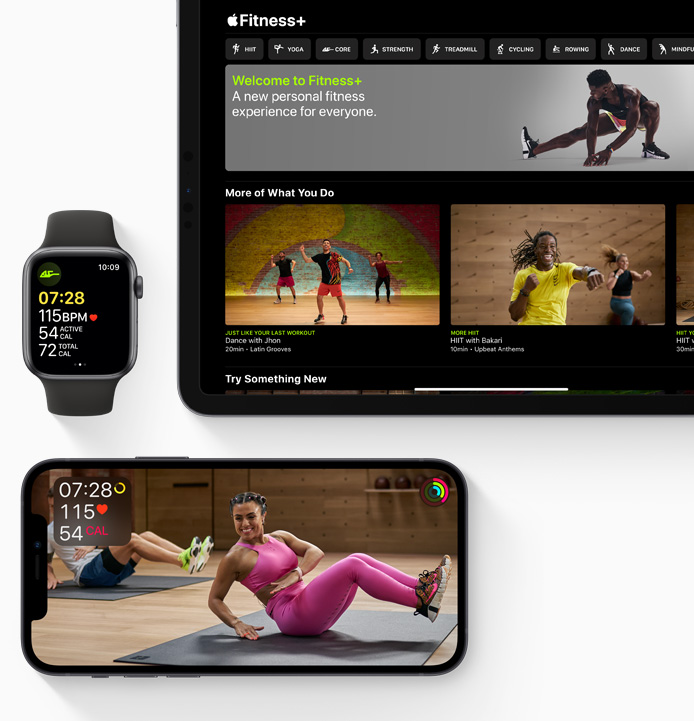 Fitness+
HIIT
YOGA
CORE
STRENGTH
TREADMILL
CYCLING
ROWING
DANCE
MINDFU
Welcome to Fitness+
A new personal fitness
experience for everyone.
More of What You Do
JUST LIKE YOUR LAST WORKOUT
Dance with Jhon
20min • Latin Grooves
MORE HIIT
HIIT with Bakari
10min • Upbeat Anthems
HIIT Y
HIIT w
30min
Try Something New
10:09
07:28
115BPM
54 ACTIVE CAL
72 TOTAL CAL
07:28
115
54 CAL